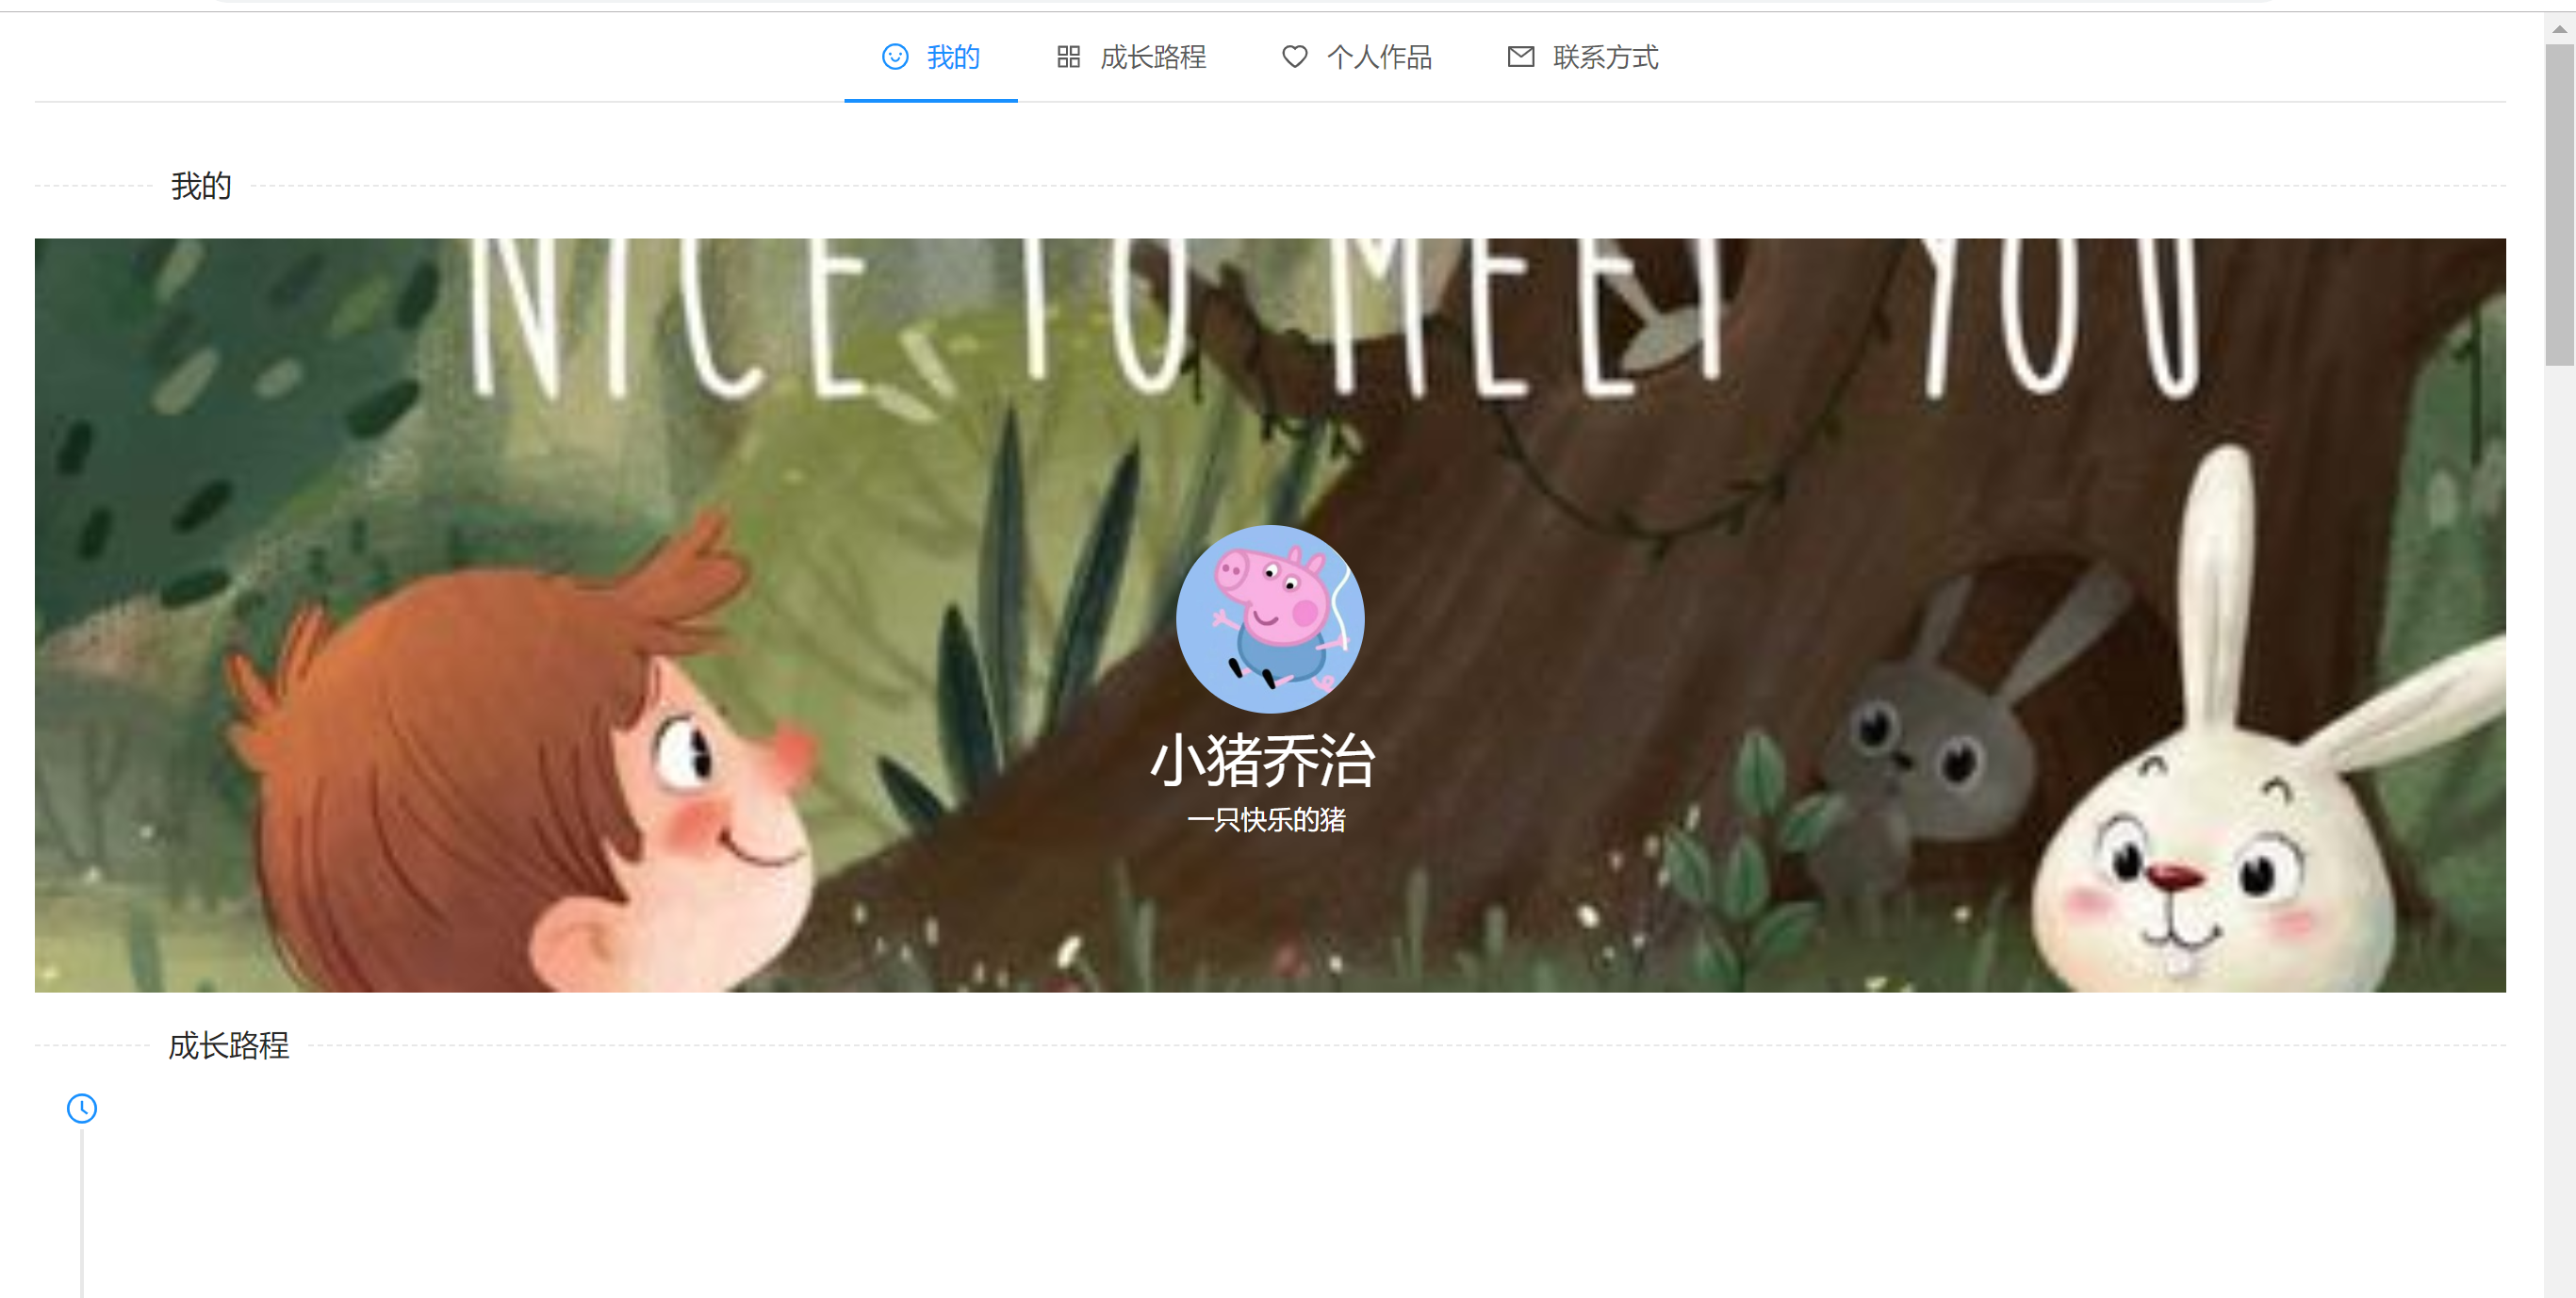 我的 成长路程 个人作品 联系方式
我的
NICE TO MEET YOU
小猪乔治
一只快乐的猪
成长路程